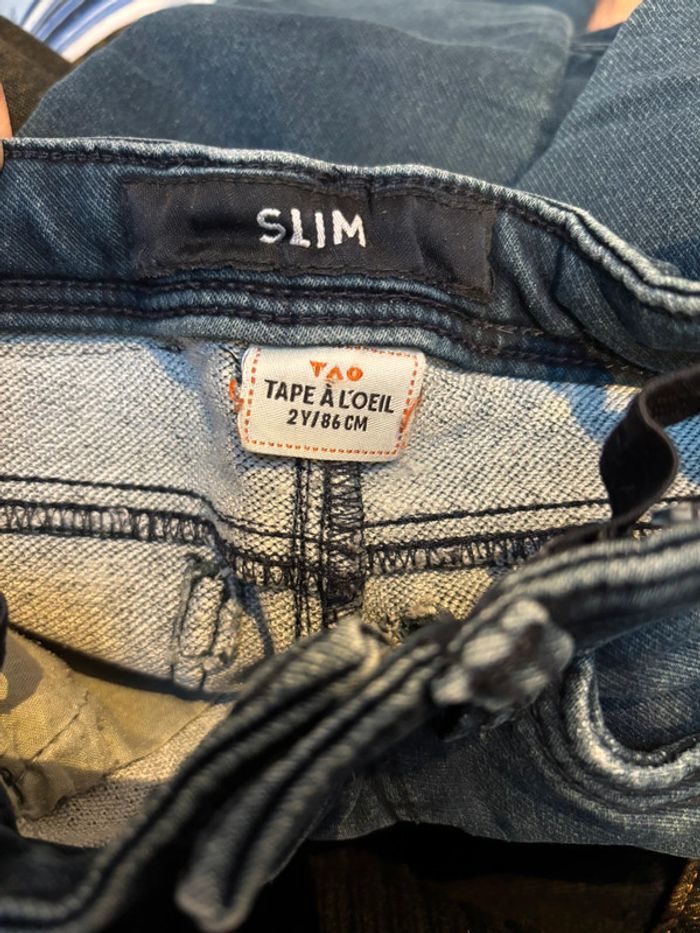 SLIM
TAO
TAPE À L'OEIL
2Y/86 CM